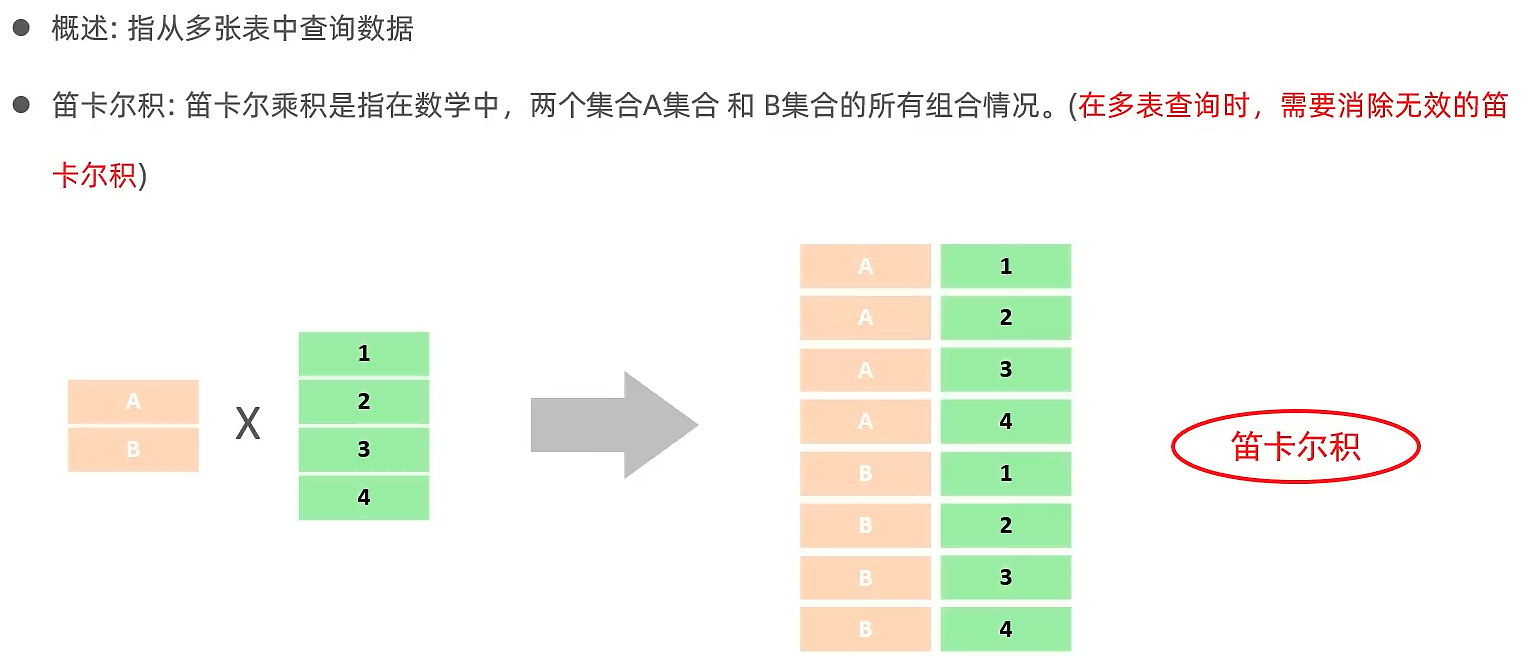 概述: 指从多张表中查询数据
笛卡尔积: 笛卡尔乘积是指在数学中，两个集合A集合 和 B集合的所有组合情况。(在多表查询时，需要消除无效的笛
卡尔积)
A
B
X
1
2
3
4
A 1
A 2
A 3
A 4
B 1
B 2
B 3
B 4
笛卡尔积